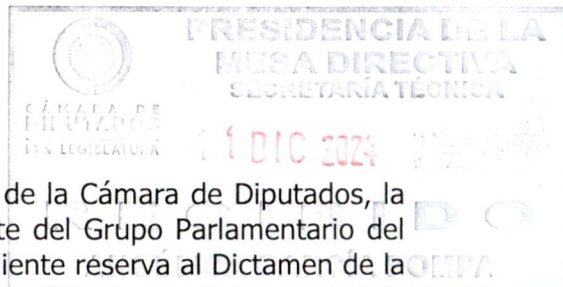 PRESIDENCIA DE LA
MESA DIRECTIVA
SECRETARÍA TÉCNICA
CÁMARA DE
DIPUTADOS
LEGISLATURA
11 DIC 2024
de la Cámara de Diputados, la
te del Grupo Parlamentario del
iente reserva al Dictamen de la